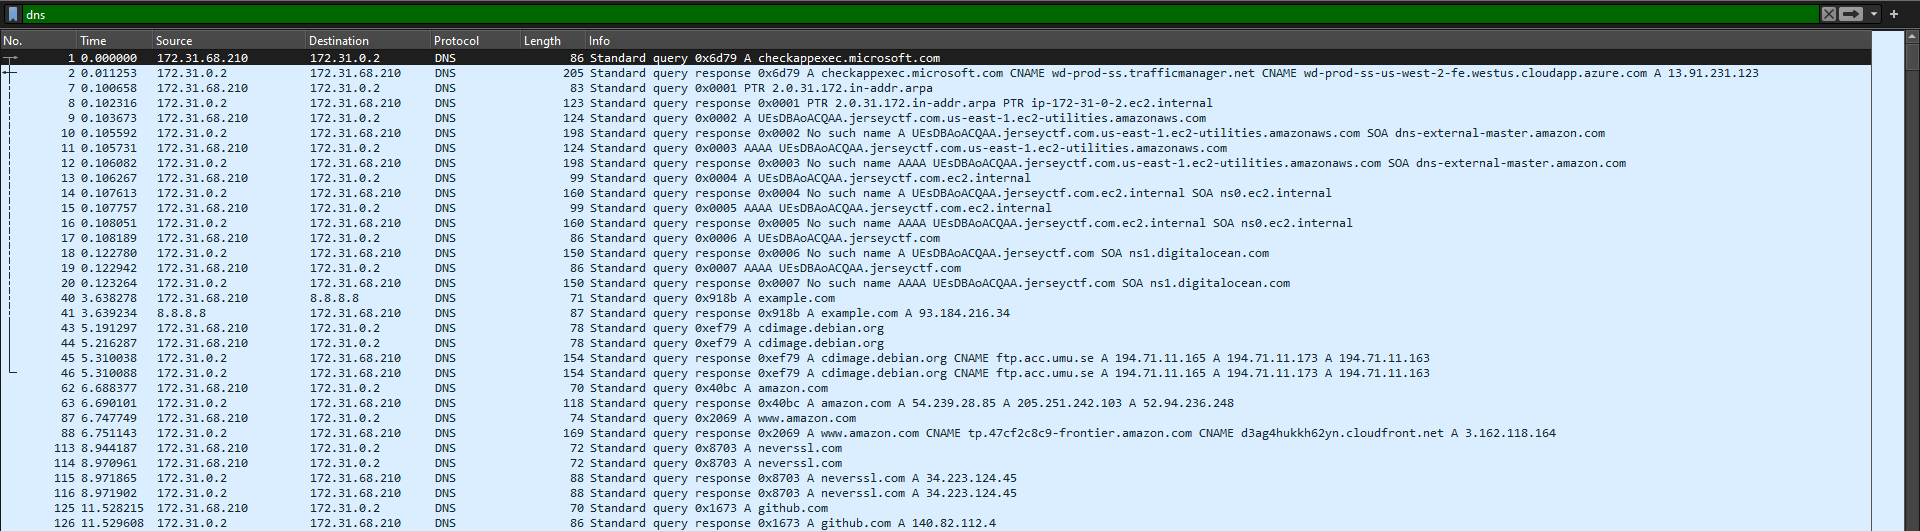 dns
No. Time Source Destination Protocol Length Info
1 0.000000 172.31.68.210 172.31.0.2 DNS 86 Standard query 0x6d79 A checkappexec.microsoft.com
2 0.011253 172.31.0.2 172.31.68.210 DNS 205 Standard query response 0x6d79 A checkappexec.microsoft.com CNAME wd-prod-ss.trafficmanager.net CNAME wd-prod-ss-us-west-2-fe.westus.cloudapp.azure.com A 13.91.231.123
7 0.100658 172.31.68.210 172.31.0.2 DNS 83 Standard query 0x0001 PTR 2.0.31.172.in-addr.arpa
8 0.102316 172.31.0.2 172.31.68.210 DNS 123 Standard query response 0x0001 PTR 2.0.31.172.in-addr.arpa PTR ip-172-31-0-2.ec2.internal
9 0.103673 172.31.68.210 172.31.0.2 DNS 124 Standard query 0x0002 A UEsDBAoACQAA.jerseyctf.com.us-east-1.ec2-utilities.amazonaws.com
10 0.105592 172.31.0.2 172.31.68.210 DNS 198 Standard query response 0x0002 No such name A UEsDBAoACQAA.jerseyctf.com.us-east-1.ec2-utilities.amazonaws.com SOA dns-external-master.amazon.com
11 0.105731 172.31.68.210 172.31.0.2 DNS 124 Standard query 0x0003 AAAA UEsDBAoACQAA.jerseyctf.com.us-east-1.ec2-utilities.amazonaws.com
12 0.106082 172.31.0.2 172.31.68.210 DNS 198 Standard query response 0x0003 No such name AAAA UEsDBAoACQAA.jerseyctf.com.us-east-1.ec2-utilities.amazonaws.com SOA dns-external-master.amazon.com
13 0.106267 172.31.68.210 172.31.0.2 DNS 99 Standard query 0x0004 A UEsDBAoACQAA.jerseyctf.com.ec2.internal
14 0.107613 172.31.0.2 172.31.68.210 DNS 160 Standard query response 0x0004 No such name A UEsDBAoACQAA.jerseyctf.com.ec2.internal SOA ns0.ec2.internal
15 0.107757 172.31.68.210 172.31.0.2 DNS 99 Standard query 0x0005 AAAA UEsDBAoACQAA.jerseyctf.com.ec2.internal
16 0.108051 172.31.0.2 172.31.68.210 DNS 160 Standard query response 0x0005 No such name AAAA UEsDBAoACQAA.jerseyctf.com.ec2.internal SOA ns0.ec2.internal
17 0.108189 172.31.68.210 172.31.0.2 DNS 86 Standard query 0x0006 A UEsDBAoACQAA.jerseyctf.com
18 0.122780 172.31.0.2 172.31.68.210 DNS 150 Standard query response 0x0006 No such name A UEsDBAoACQAA.jerseyctf.com SOA ns1.digitalocean.com
19 0.122942 172.31.68.210 172.31.0.2 DNS 86 Standard query 0x0007 AAAA UEsDBAoACQAA.jerseyctf.com
20 0.123264 172.31.0.2 172.31.68.210 DNS 150 Standard query response 0x0007 No such name AAAA UEsDBAoACQAA.jerseyctf.com SOA ns1.digitalocean.com
40 3.638278 172.31.68.210 8.8.8.8 DNS 71 Standard query 0x918b A example.com
41 3.639234 8.8.8.8 172.31.68.210 DNS 87 Standard query response 0x918b A example.com A 93.184.216.34
43 5.191297 172.31.68.210 172.31.0.2 DNS 78 Standard query 0xef79 A cdimage.debian.org
44 5.216287 172.31.68.210 172.31.0.2 DNS 78 Standard query 0xef79 A cdimage.debian.org
45 5.310038 172.31.0.2 172.31.68.210 DNS 154 Standard query response 0xef79 A cdimage.debian.org CNAME ftp.acc.umu.se A 194.71.11.165 A 194.71.11.173 A 194.71.11.163
46 5.310088 172.31.0.2 172.31.68.210 DNS 154 Standard query response 0xef79 A cdimage.debian.org CNAME ftp.acc.umu.se A 194.71.11.165 A 194.71.11.173 A 194.71.11.163
62 6.688377 172.31.68.210 172.31.0.2 DNS 70 Standard query 0x40bc A amazon.com
63 6.690101 172.31.0.2 172.31.68.210 DNS 118 Standard query response 0x40bc A amazon.com A 54.239.28.85 A 205.251.242.103 A 52.94.236.248
87 6.747749 172.31.68.210 172.31.0.2 DNS 74 Standard query 0x2069 A www.amazon.com
88 6.751143 172.31.0.2 172.31.68.210 DNS 169 Standard query response 0x2069 A www.amazon.com CNAME tp.47cf2c8c9-frontier.amazon.com CNAME d3ag4hukkh62yn.cloudfront.net A 3.162.118.164
113 8.944187 172.31.68.210 172.31.0.2 DNS 72 Standard query 0x8703 A neverssl.com
114 8.970961 172.31.68.210 172.31.0.2 DNS 72 Standard query 0x8703 A neverssl.com
115 8.971865 172.31.0.2 172.31.68.210 DNS 88 Standard query response 0x8703 A neverssl.com A 34.223.124.45
116 8.971902 172.31.0.2 172.31.68.210 DNS 88 Standard query response 0x8703 A neverssl.com A 34.223.124.45
125 11.528215 172.31.68.210 172.31.0.2 DNS 70 Standard query 0x1673 A github.com
126 11.529608 172.31.0.2 172.31.68.210 DNS 86 Standard query response 0x1673 A github.com A 140.82.112.4